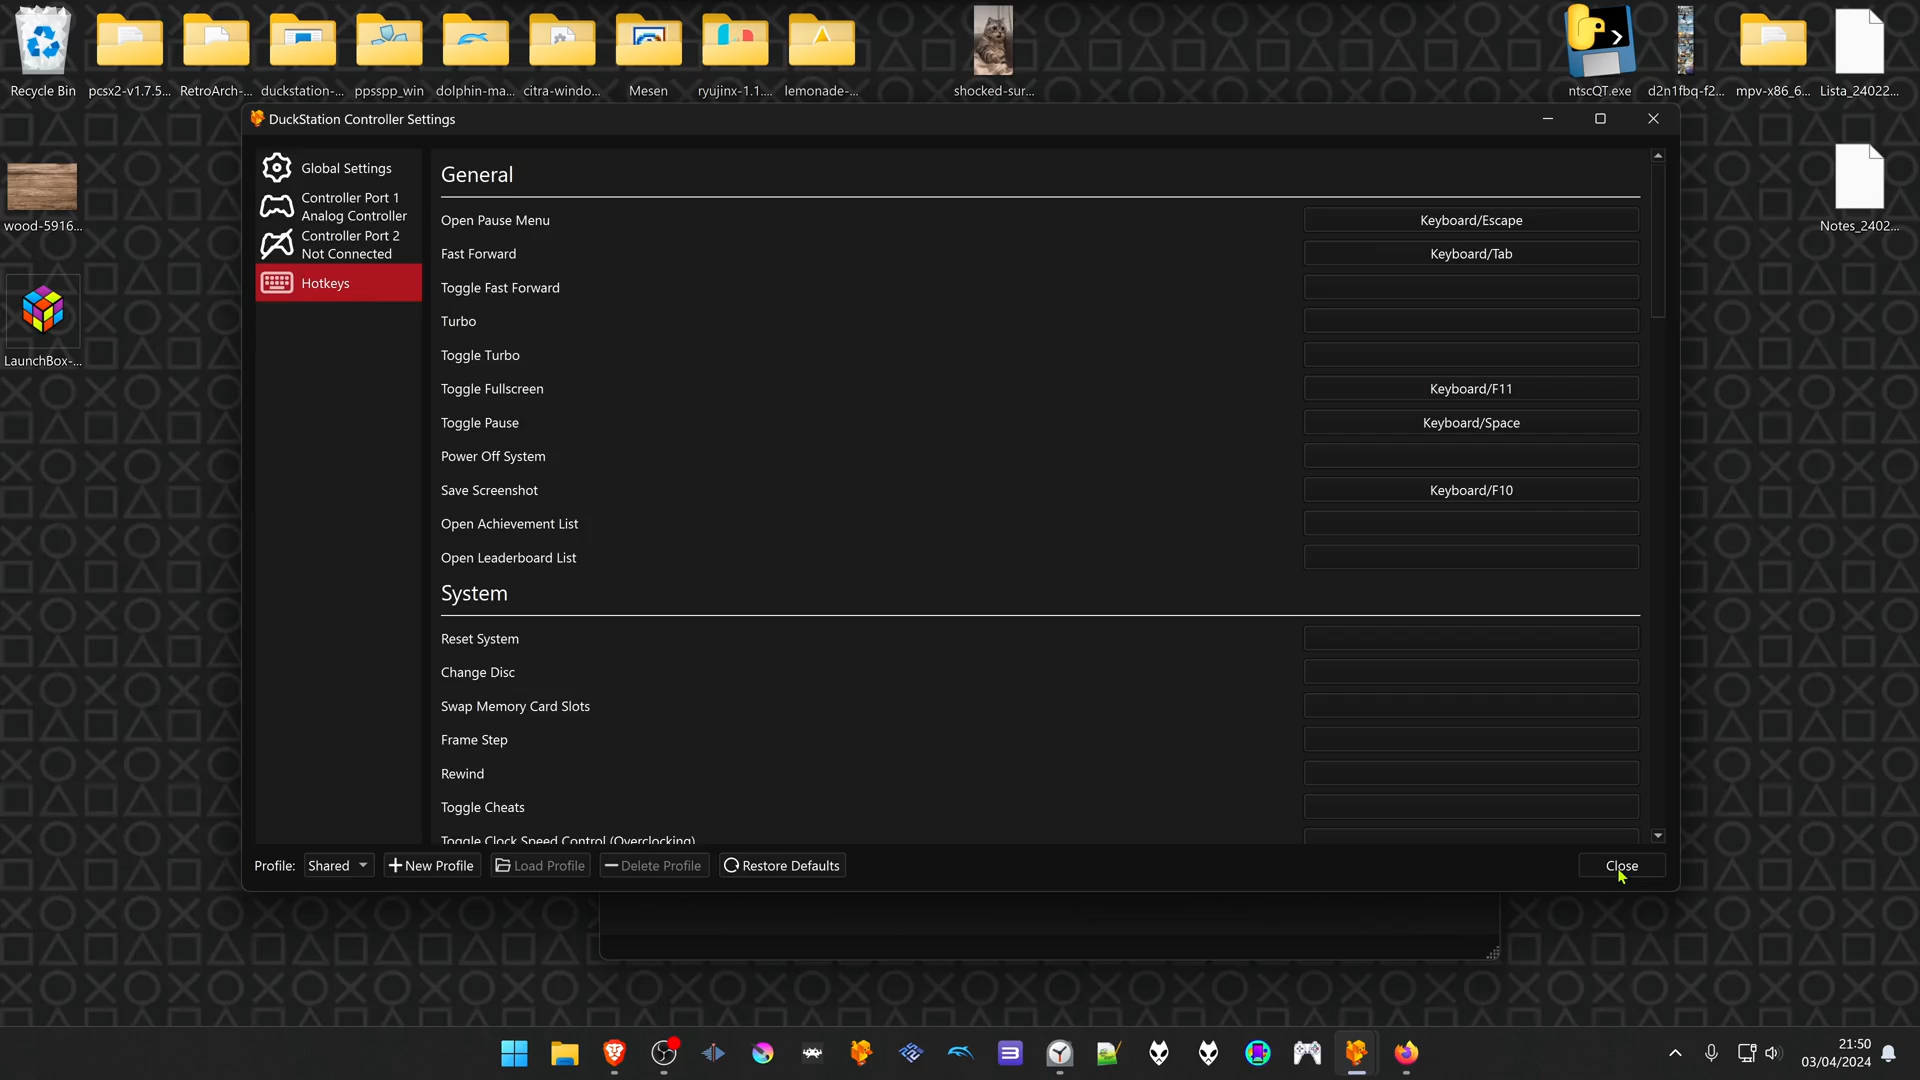 Recycle Bin
pcsx2-v1.7.5...
RetroArch-...
duckstation-...
ppsspp_win
dolphin-ma...
citra-windo...
Mesen
ryujinx-1.1....
lemonade-...
shocked-sur...
ntscQT.exe
d2n1fbq-f2...
mpv-x86_6...
Lista_24022...
wood-5916...
Notes_2402...
LaunchBox-...
DuckStation Controller Settings
Global Settings
Controller Port 1
Analog Controller
Controller Port 2
Not Connected
Hotkeys
General
Open Pause Menu
Keyboard/Escape
Fast Forward
Keyboard/Tab
Toggle Fast Forward
Turbo
Toggle Turbo
Toggle Fullscreen
Keyboard/F11
Toggle Pause
Keyboard/Space
Power Off System
Save Screenshot
Keyboard/F10
Open Achievement List
Open Leaderboard List
System
Reset System
Change Disc
Swap Memory Card Slots
Frame Step
Rewind
Toggle Cheats
Toggle Clock Speed Control (Overclocking)
Profile:
Shared
New Profile
Load Profile
Delete Profile
Restore Defaults
Close
21:50
03/04/2024